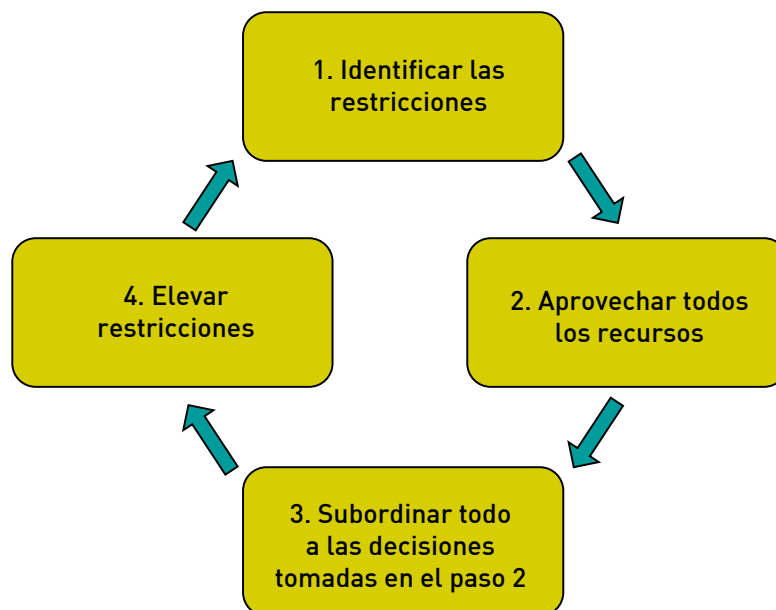 1. Identificar las
restricciones
2. Aprovechar todos
los recursos
3. Subordinar todo
a las decisiones
tomadas en el paso 2
4. Elevar
restricciones